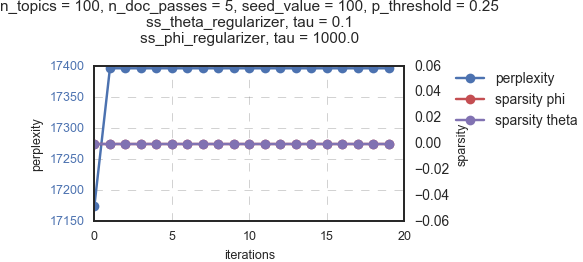 n_topics = 100, n_doc_passes = 5, seed_value = 100, p_threshold = 0.25
ss_theta_regularizer, tau = 0.1
ss_phi_regularizer, tau = 1000.0
17400
17350
17300
17250
17200
17150
perplexity
0 5 10 15 20
iterations
0.06
0.04
0.02
0.00
−0.02
−0.04
−0.06
sparsity
perplexity
sparsity phi
sparsity theta